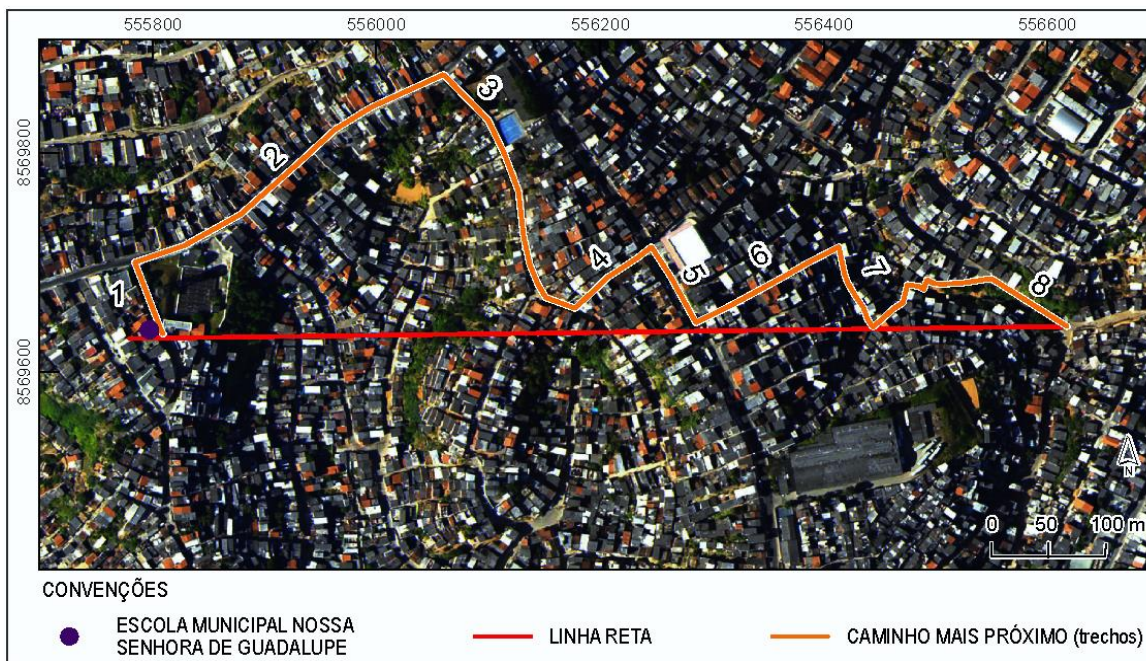 555800 556000 556200 556400 556600
8569800
8569600
1
2
3
4
5
6
7
8
N
0 50 100 m
CONVENÇÕES
ESCOLA MUNICIPAL NOSSA
SENHORA DE GUADALUPE
LINHA RETA
CAMINHO MAIS PRÓXIMO (trechos)